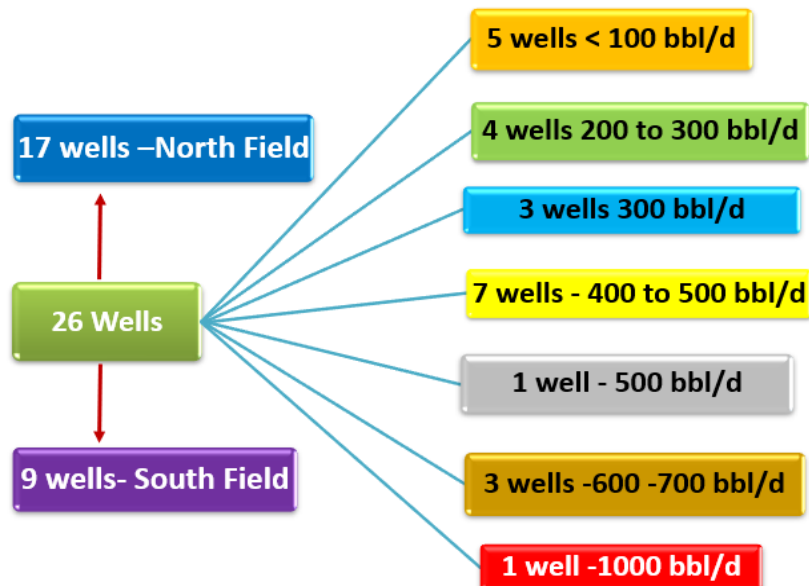 17 wells –North Field
26 Wells
9 wells- South Field
5 wells < 100 bbl/d
4 wells 200 to 300 bbl/d
3 wells 300 bbl/d
7 wells - 400 to 500 bbl/d
1 well - 500 bbl/d
3 wells -600 -700 bbl/d
1 well -1000 bbl/d